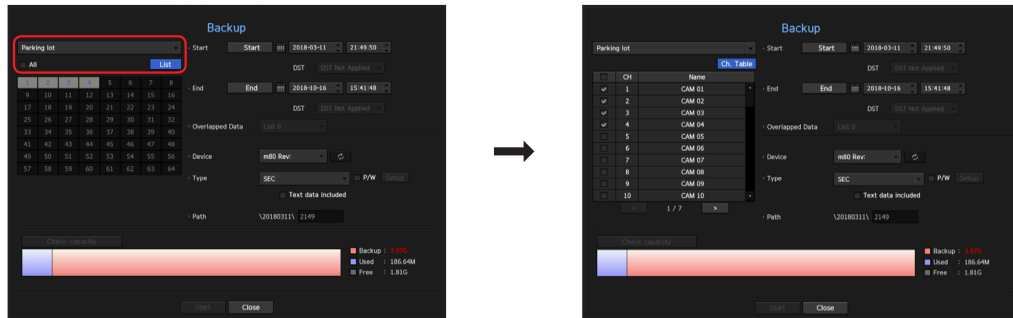 Backup
Parking lot
All
List
1 2 3 4 5 6 7 8
9 10 11 12 13 14 15 16
17 18 19 20 21 22 23 24
25 26 27 28 29 30 31 32
33 34 35 36 37 38 39 40
41 42 43 44 45 46 47 48
49 50 51 52 53 54 55 56
57 58 59 60 61 62 63 64
· Start Start 2018-03-11 21:49:50
DST DST Not Applied
· End End 2018-10-16 15:41:48
DST DST Not Applied
· Overlapped Data List 0
· Device m80 Rev:
· Type SEC P/W Setup
Text data included
· Path \20180311\ 2149
Check capacity
Backup : 3.97G
Used : 186.64M
Free : 1.81G
Start Close
Backup
Parking lot
Ch. Table
CH Name
1 CAM 01
2 CAM 02
3 CAM 03
4 CAM 04
5 CAM 05
6 CAM 06
7 CAM 07
8 CAM 08
9 CAM 09
10 CAM 10
< 1 / 7 >
· Start Start 2018-03-11 21:49:50
DST DST Not Applied
· End End 2018-10-16 15:41:48
DST DST Not Applied
· Overlapped Data List 0
· Device m80 Rev:
· Type SEC P/W Setup
Text data included
· Path \20180311\ 2149
Check capacity
Backup : 3.97G
Used : 186.64M
Free : 1.81G
Start Close